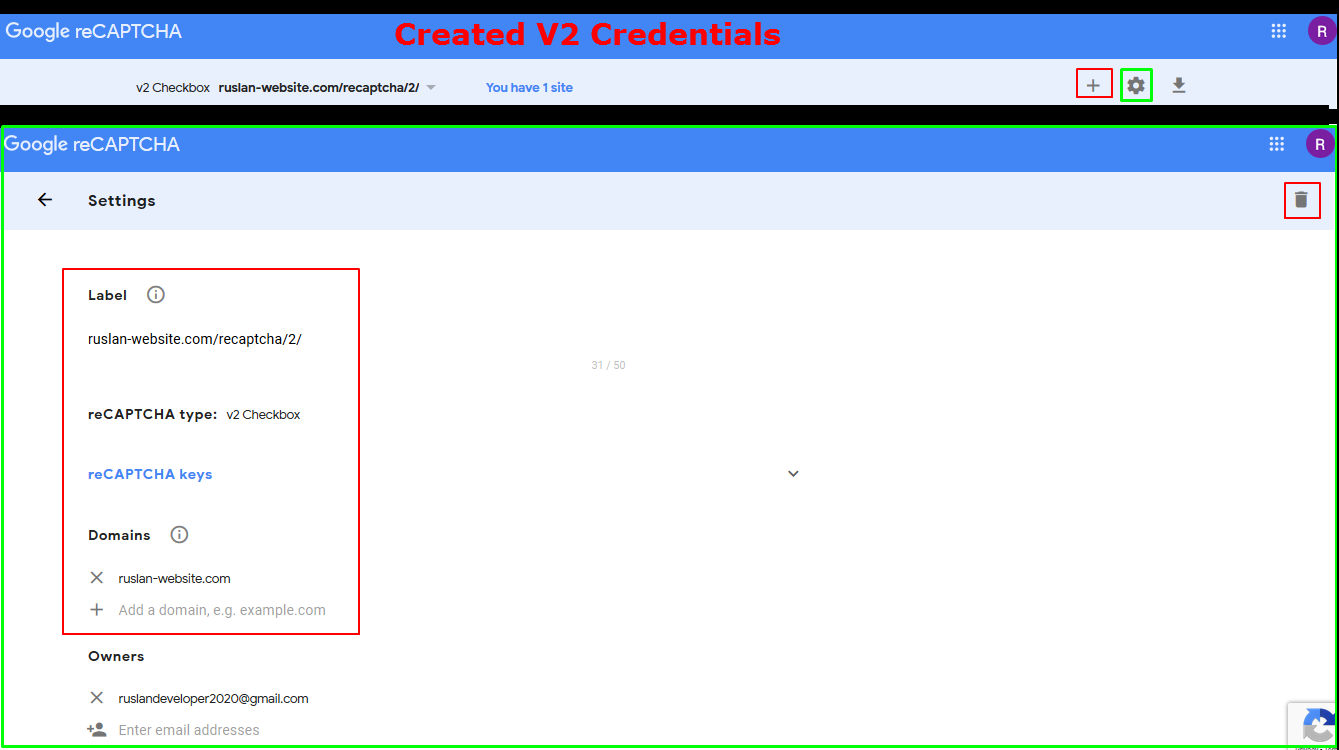 Google reCAPTCHA
Created V2 Credentials
R
v2 Checkbox ruslan-website.com/recaptcha/2/
You have 1 site
Google reCAPTCHA
R
Settings
Label
ruslan-website.com/recaptcha/2/
31 / 50
reCAPTCHA type: v2 Checkbox
reCAPTCHA keys
Domains
ruslan-website.com
Add a domain, e.g. example.com
Owners
ruslandeveloper2020@gmail.com
Enter email addresses